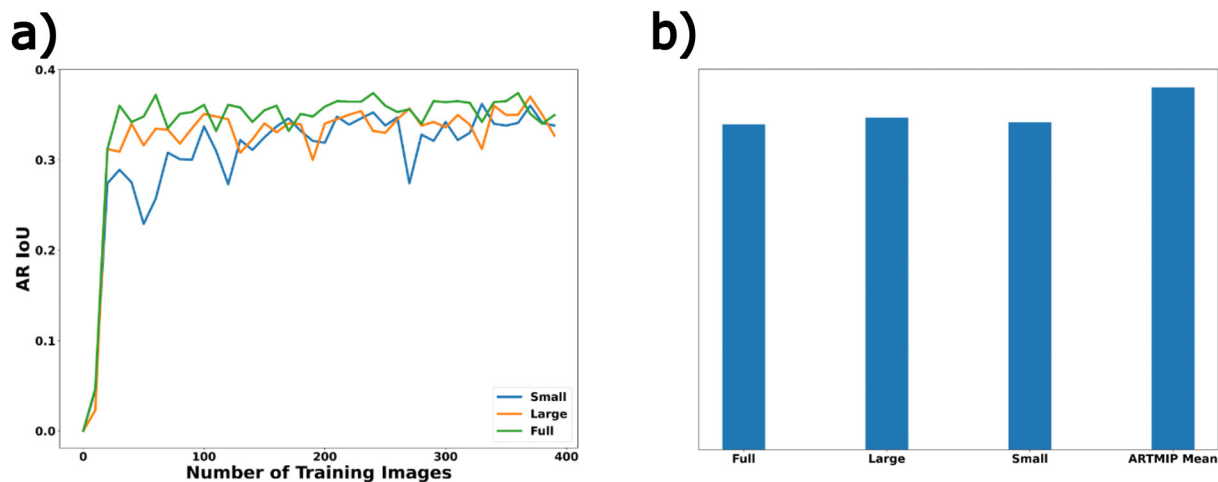 a)
b)
0.4
0.3
0.2
0.1
0.0
AR IoU
Small
Large
Full
0
100
200
300
400
Number of Training Images
Full
Large
Small
ARTMIP Mean